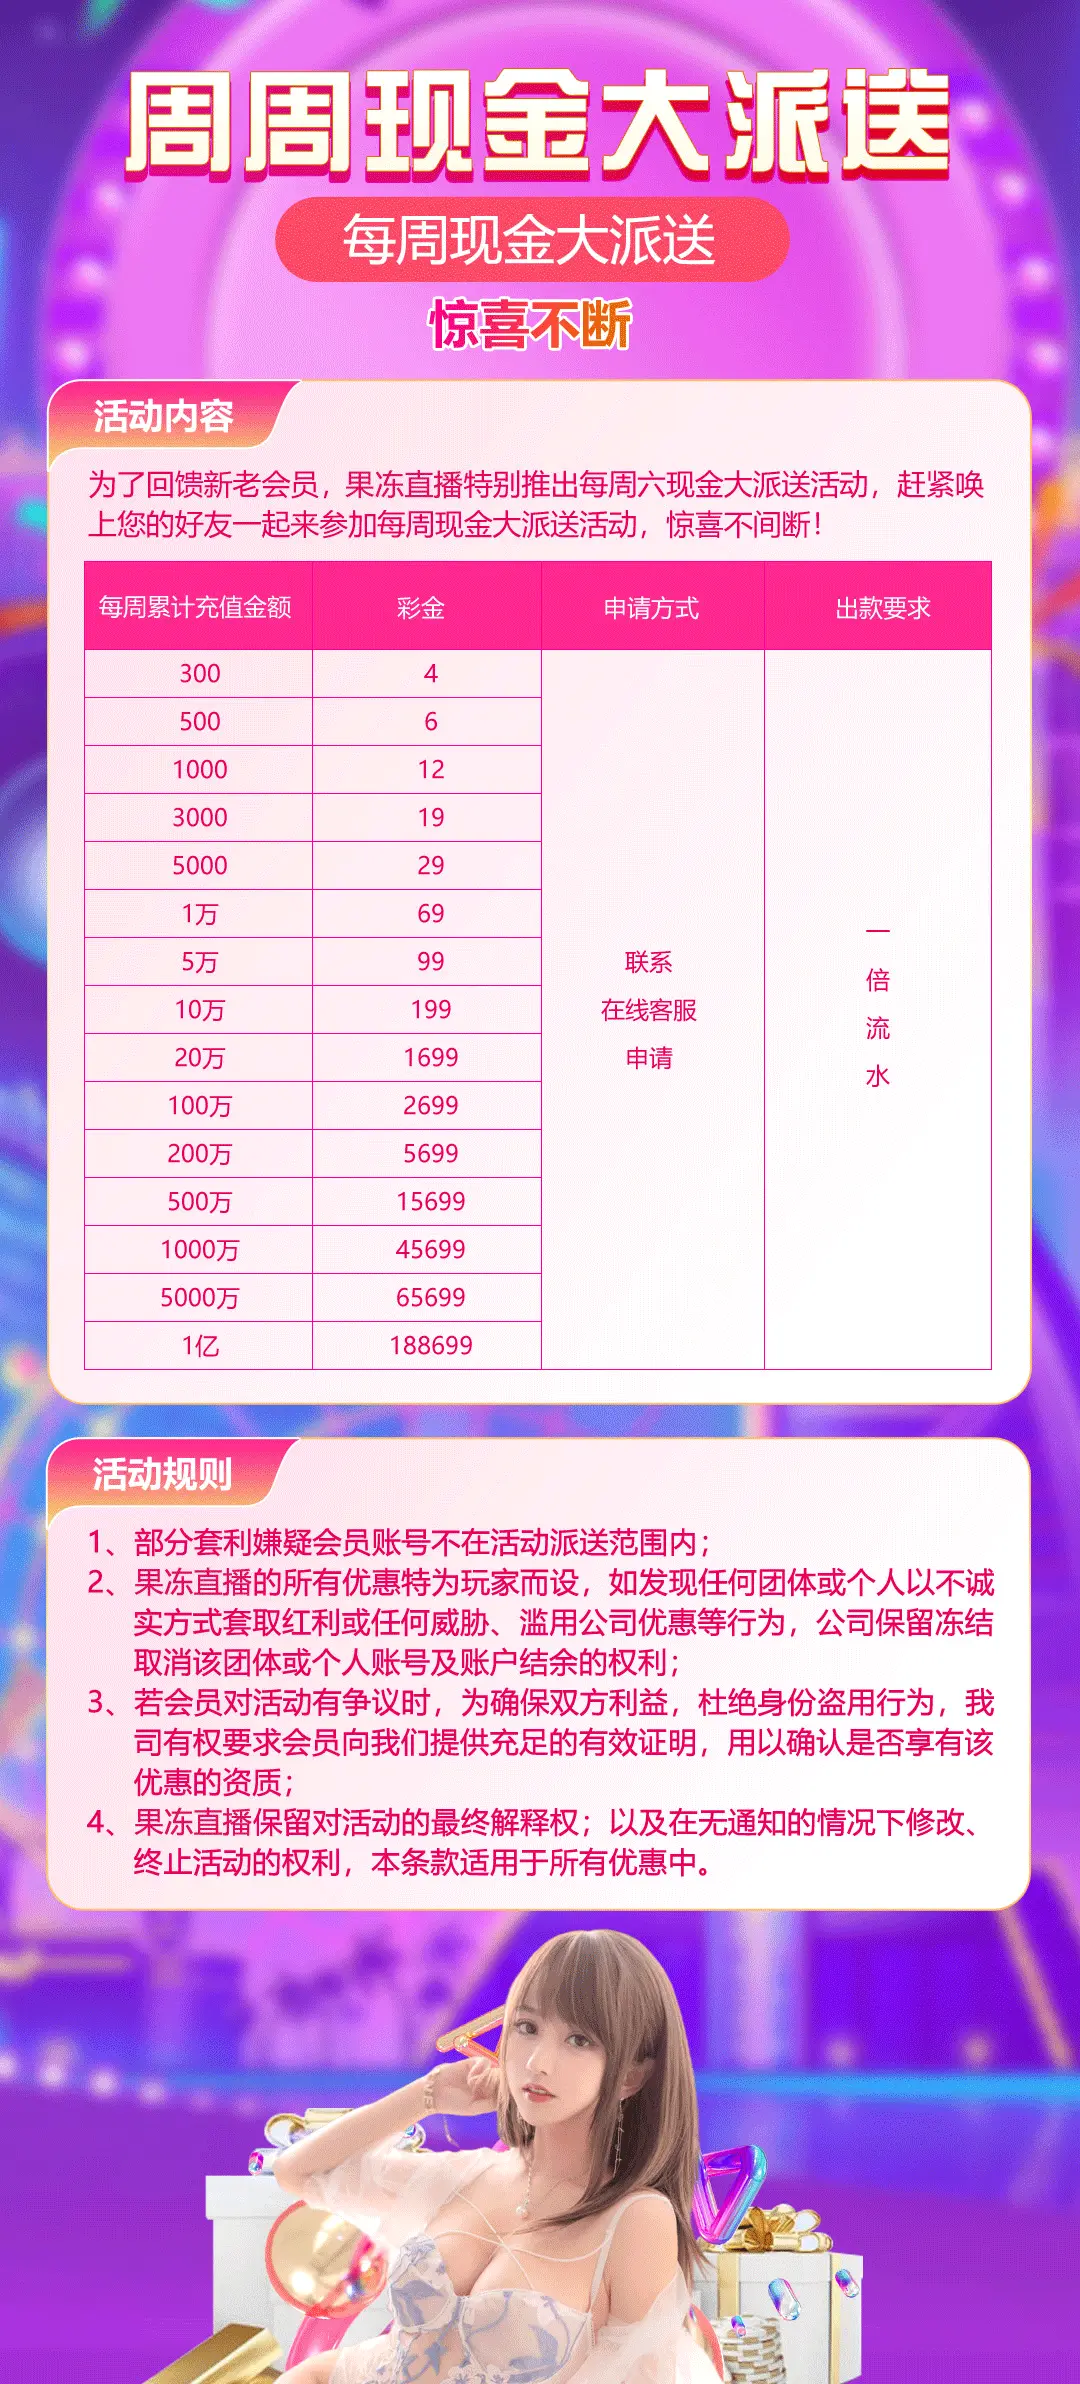 周周现金大派送
每周现金大派送
惊喜不断
活动内容
为了回馈新老会员，果冻直播特别推出每周六现金大派送活动，赶紧唤
上您的好友一起来参加每周现金大派送活动，惊喜不间断！
每周累计充值金额 彩金 申请方式 出款要求
300 4
500 6
1000 12
3000 19
5000 29
1万 69
5万 99
10万 199
20万 1699
100万 2699
200万 5699
500万 15699
1000万 45699
5000万 65699
1亿 188699
联系
在线客服
申请
一
倍
流
水
活动规则
1、部分套利嫌疑会员账号不在活动派送范围内；
2、果冻直播的所有优惠特为玩家而设，如发现任何团体或个人以不诚
实方式套取红利或任何威胁、滥用公司优惠等行为，公司保留冻结
取消该团体或个人账号及账户结余的权利；
3、若会员对活动有争议时，为确保双方利益，杜绝身份盗用行为，我
司有权要求会员向我们提供充足的有效证明，用以确认是否享有该
优惠的资质；
4、果冻直播保留对活动的最终解释权；以及在无通知的情况下修改、
终止活动的权利，本条款适用于所有优惠中。